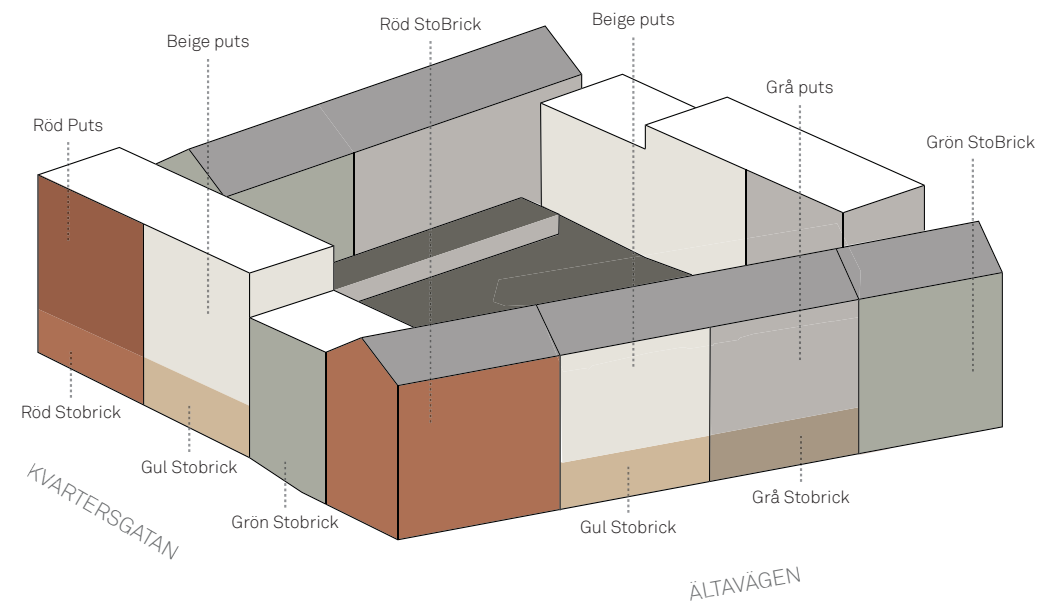 Röd StoBrick
Beige puts
Beige puts
Grå puts
Röd Puts
Grön StoBrick
Röd Stobrick
Gul Stobrick
Grön Stobrick
Gul Stobrick
Grå Stobrick
KVARTERSGATAN
ÄLTAVÄGEN